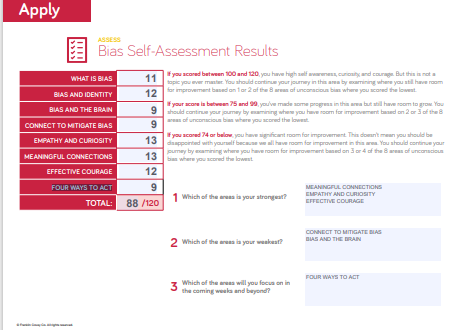 Apply
ASSESS
Bias Self-Assessment Results
WHAT IS BIAS 11
BIAS AND IDENTITY 12
BIAS AND THE BRAIN 9
CONNECT TO MITIGATE BIAS 9
EMPATHY AND CURIOSITY 13
MEANINGFUL CONNECTIONS 13
EFFECTIVE COURAGE 12
FOUR WAYS TO ACT 9
TOTAL: 88 /120
If you scored between 100 and 120, you have high self awareness, curiosity, and courage. But this is not a
topic you ever master. You should continue your journey in this area by examining where you have room
for improvement based on 1 or 2 of the 8 areas of unconscious bias where you scored the lowest.
If your score is between 75 and 99, you've made some progress in this area but still have room to grow. You
should continue your journey by examining where you have room for improvement based on 2 or 3 of the 8
areas of unconscious bias where you scored the lowest.
If you scored 74 or below, you have significant room for improvement. This doesn't mean you should be
disappointed with yourself because we all have room for improvement in this area. You should continue your
journey by examining where you have room for improvement based on 3 or 4 of the 8 areas of unconscious
bias where you scored the lowest.
1 Which of the areas is your strongest?
MEANINGFUL CONNECTIONS
EMPATHY AND CURIOSITY
EFFECTIVE COURAGE
2 Which of the areas is your weakest?
CONNECT TO MITIGATE BIAS
BIAS AND THE BRAIN
3 Which of the areas will you focus on in
the coming weeks and beyond?
FOUR WAYS TO ACT
© Franklin Covey Co. All rights reserved.